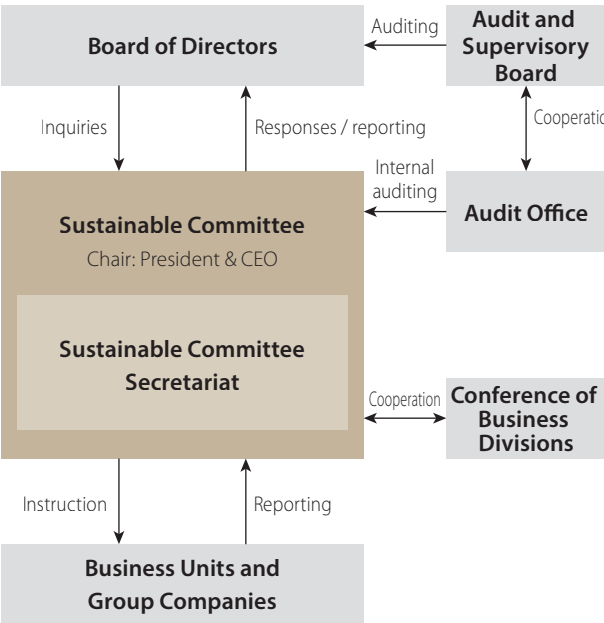 Board of Directors
Auditing
Audit and
Supervisory
Board
Inquiries
Responses / reporting
Cooperatio
Internal
auditing
Audit Office
Sustainable Committee
Chair: President & CEO
Sustainable Committee
Secretariat
Cooperation
Conference of
Business
Divisions
Instruction
Reporting
Business Units and
Group Companies